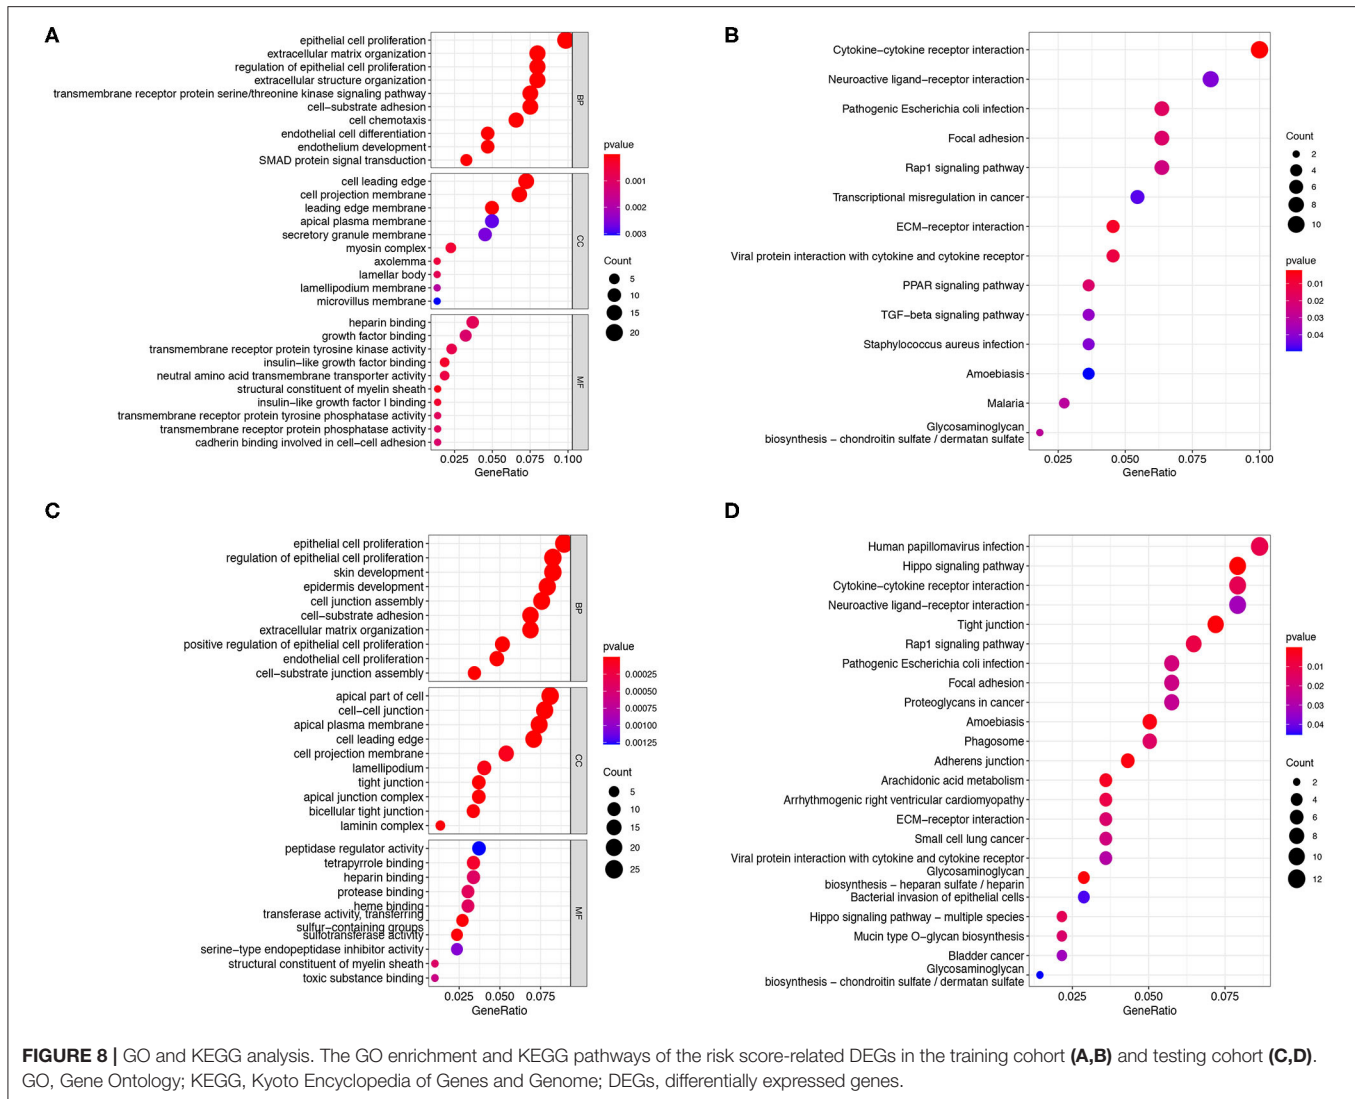 A
epithelial cell proliferation
extracellular matrix organization
regulation of epithelial cell proliferation
extracellular structure organization
transmembrane receptor protein serine/threonine kinase signaling pathway
cell−substrate adhesion
cell chemotaxis
endothelial cell differentiation
endothelium development
SMAD protein signal transduction
BP
cell leading edge
cell projection membrane
leading edge membrane
apical plasma membrane
secretory granule membrane
myosin complex
axolemma
lamellar body
lamellipodium membrane
microvillus membrane
CC
heparin binding
growth factor binding
transmembrane receptor protein tyrosine kinase activity
insulin−like growth factor binding
neutral amino acid transmembrane transporter activity
structural constituent of myelin sheath
insulin−like growth factor I binding
transmembrane receptor protein tyrosine phosphatase activity
transmembrane receptor protein phosphatase activity
cadherin binding involved in cell−cell adhesion
MF
0.025 0.050 0.075 0.100
GeneRatio
pvalue
0.001
0.002
0.003
Count
5
10
15
20
B
Cytokine−cytokine receptor interaction
Neuroactive ligand−receptor interaction
Pathogenic Escherichia coli infection
Focal adhesion
Rap1 signaling pathway
Transcriptional misregulation in cancer
ECM−receptor interaction
Viral protein interaction with cytokine and cytokine receptor
PPAR signaling pathway
TGF−beta signaling pathway
Staphylococcus aureus infection
Amoebiasis
Malaria
Glycosaminoglycan
biosynthesis − chondroitin sulfate / dermatan sulfate
0.025 0.050 0.075 0.100
GeneRatio
Count
2
4
6
8
10
pvalue
0.01
0.02
0.03
0.04
C
epithelial cell proliferation
regulation of epithelial cell proliferation
skin development
epidermis development
cell junction assembly
cell−substrate adhesion
extracellular matrix organization
positive regulation of epithelial cell proliferation
endothelial cell proliferation
cell−substrate junction assembly
BP
apical part of cell
cell−cell junction
apical plasma membrane
cell leading edge
cell projection membrane
lamellipodium
tight junction
apical junction complex
bicellular tight junction
laminin complex
CC
peptidase regulator activity
tetrapyrrole binding
heparin binding
protease binding
heme binding
transferase activity, transferring
sulfur−containing groups
sulfotransferase activity
serine−type endopeptidase inhibitor activity
structural constituent of myelin sheath
toxic substance binding
MF
0.025 0.050 0.075
GeneRatio
pvalue
0.00025
0.00050
0.00075
0.00100
0.00125
Count
5
10
15
20
25
D
Human papillomavirus infection
Hippo signaling pathway
Cytokine−cytokine receptor interaction
Neuroactive ligand−receptor interaction
Tight junction
Rap1 signaling pathway
Pathogenic Escherichia coli infection
Focal adhesion
Proteoglycans in cancer
Amoebiasis
Phagosome
Adherens junction
Arachidonic acid metabolism
Arrhythmogenic right ventricular cardiomyopathy
ECM−receptor interaction
Small cell lung cancer
Viral protein interaction with cytokine and cytokine receptor
Glycosaminoglycan
biosynthesis − heparan sulfate / heparin
Bacterial invasion of epithelial cells
Hippo signaling pathway − multiple species
Mucin type O−glycan biosynthesis
Bladder cancer
Glycosaminoglycan
biosynthesis − chondroitin sulfate / dermatan sulfate
0.025 0.050 0.075
GeneRatio
pvalue
0.01
0.02
0.03
0.04
Count
2
4
6
8
10
12
FIGURE 8 | GO and KEGG analysis. The GO enrichment and KEGG pathways of the risk score-related DEGs in the training cohort (A,B) and testing cohort (C,D).
GO, Gene Ontology; KEGG, Kyoto Encyclopedia of Genes and Genome; DEGs, differentially expressed genes.